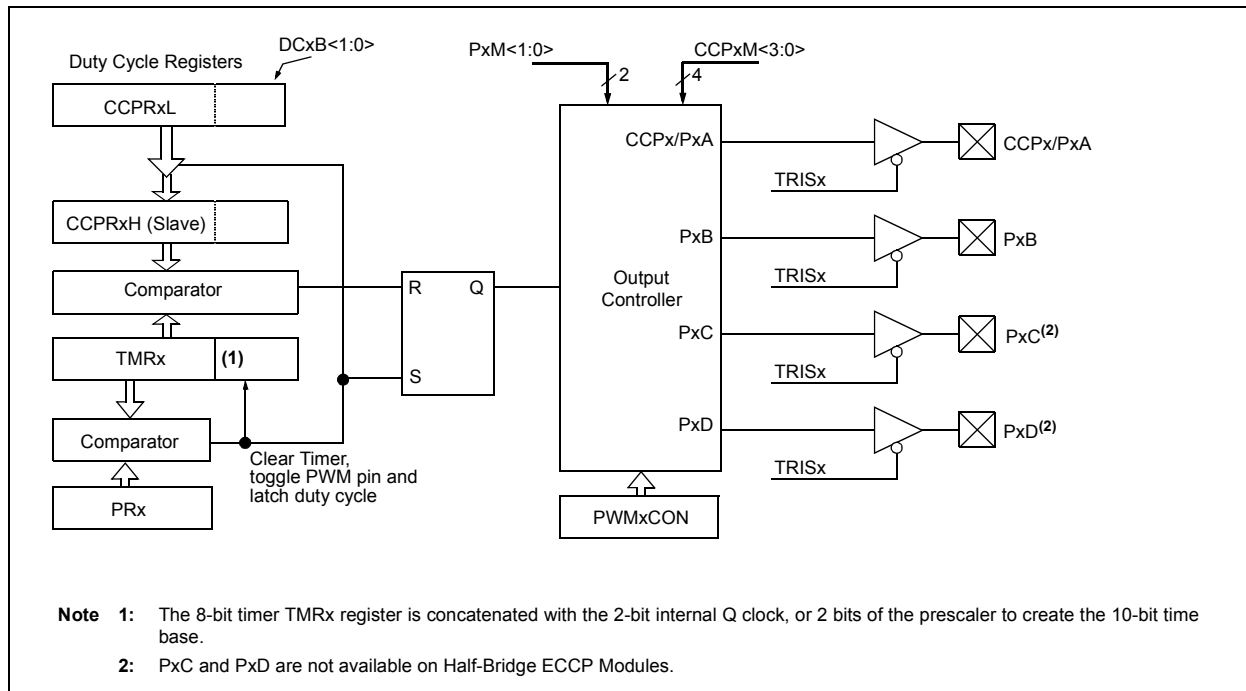 DCxB<1:0>
Duty Cycle Registers
CCPRxL
CCPRxH (Slave)
Comparator
TMRx
(1)
Comparator
PRx
Clear Timer,
toggle PWM pin and
latch duty cycle
R
Q
S
PxM<1:0>
2
CCPxM<3:0>
4
Output
Controller
CCPx/PxA
PxB
PxC
PxD
PWMxCON
TRISx
CCPx/PxA
TRISx
PxB
TRISx
PxC(2)
TRISx
PxD(2)
Note 1: The 8-bit timer TMRx register is concatenated with the 2-bit internal Q clock, or 2 bits of the prescaler to create the 10-bit time
base.
2: PxC and PxD are not available on Half-Bridge ECCP Modules.